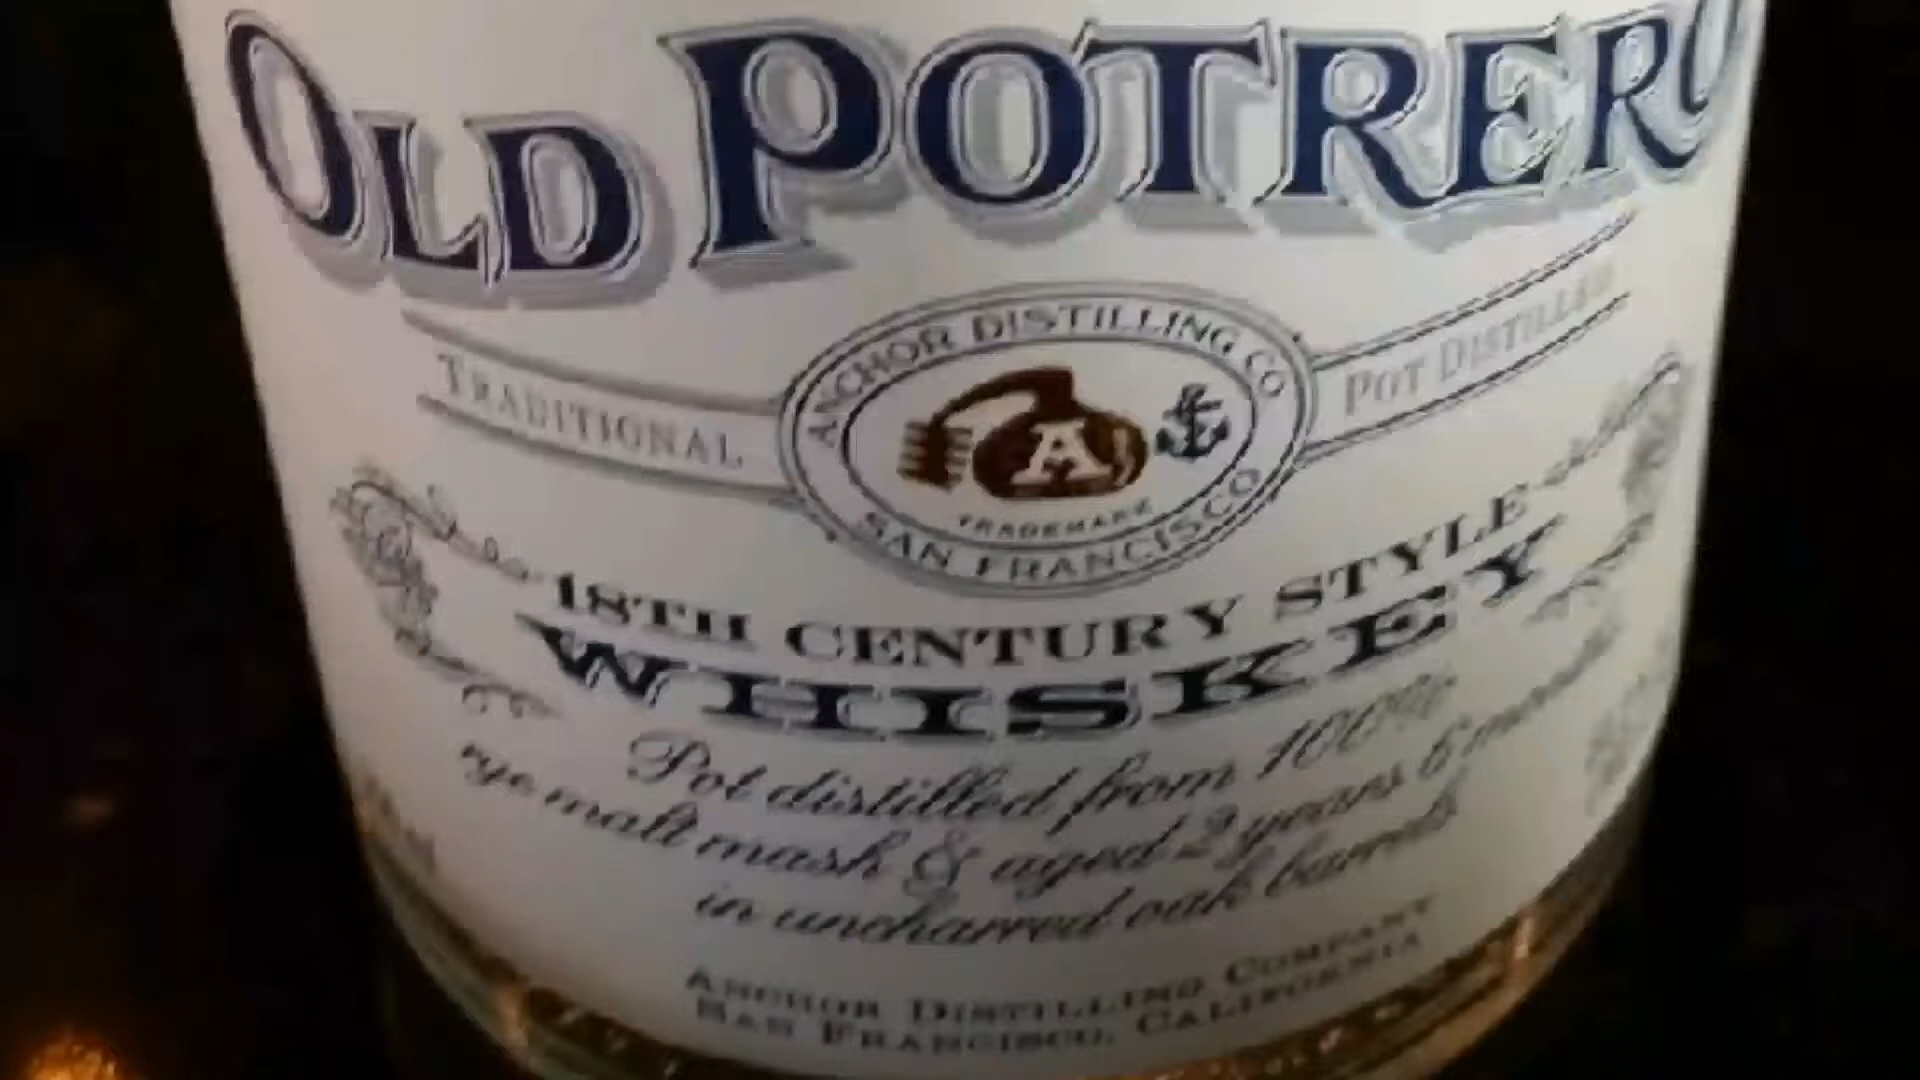 OLD POTRERO
TRADITIONAL
POT DISTILLED
ANCHOR DISTILLING CO
A
TRADEMARK
SAN FRANCISCO
18TH CENTURY STYLE
WHISKEY
Pot distilled from 100%
rye malt mash & aged 2 years 6 months
in uncharred oak barrels
ANCHOR DISTILLING COMPANY
SAN FRANCISCO, CALIFORNIA